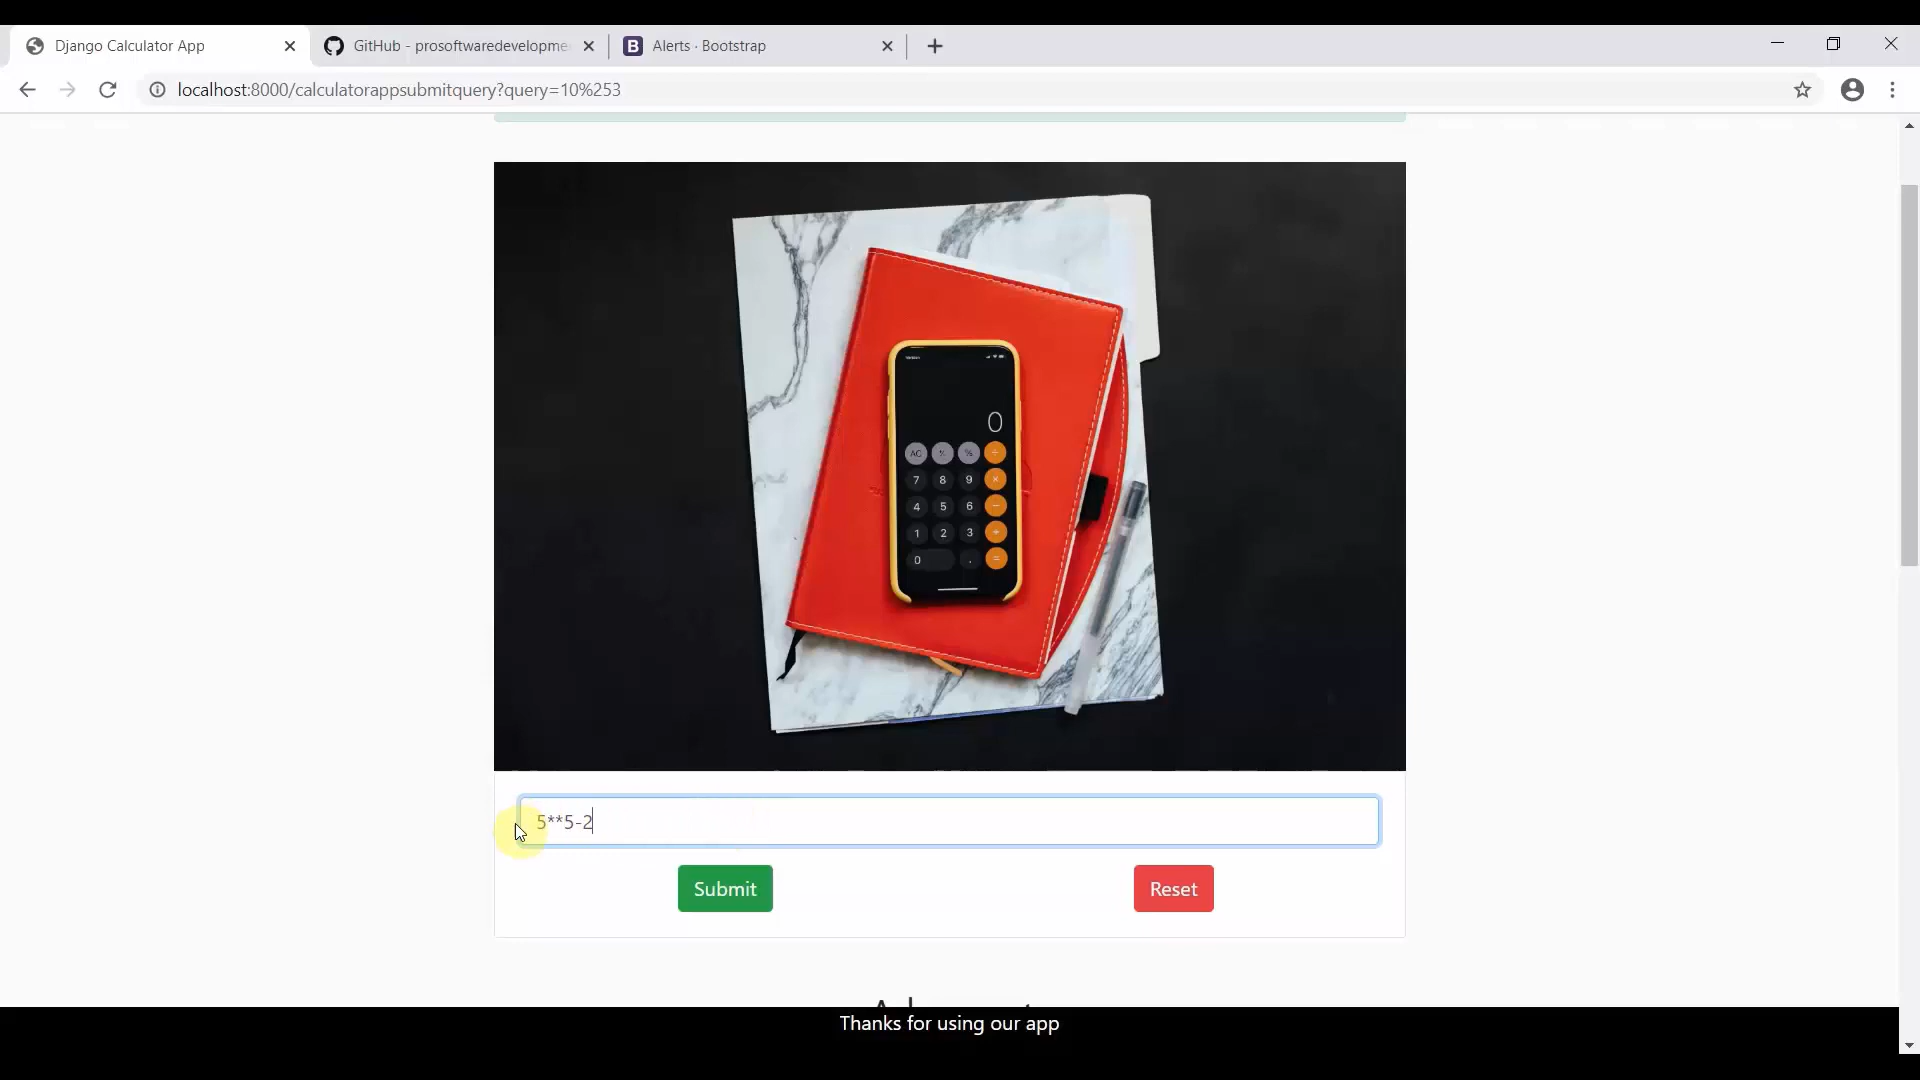 Django Calculator App
GitHub - prosoftwaredevelopme
Alerts · Bootstrap
localhost:8000/calculatorappsubmitquery?query=10%253
0
AC % ÷
7 8 9 ×
4 5 6 −
1 2 3 +
0 . =
5**5-2
Submit
Reset
Thanks for using our app